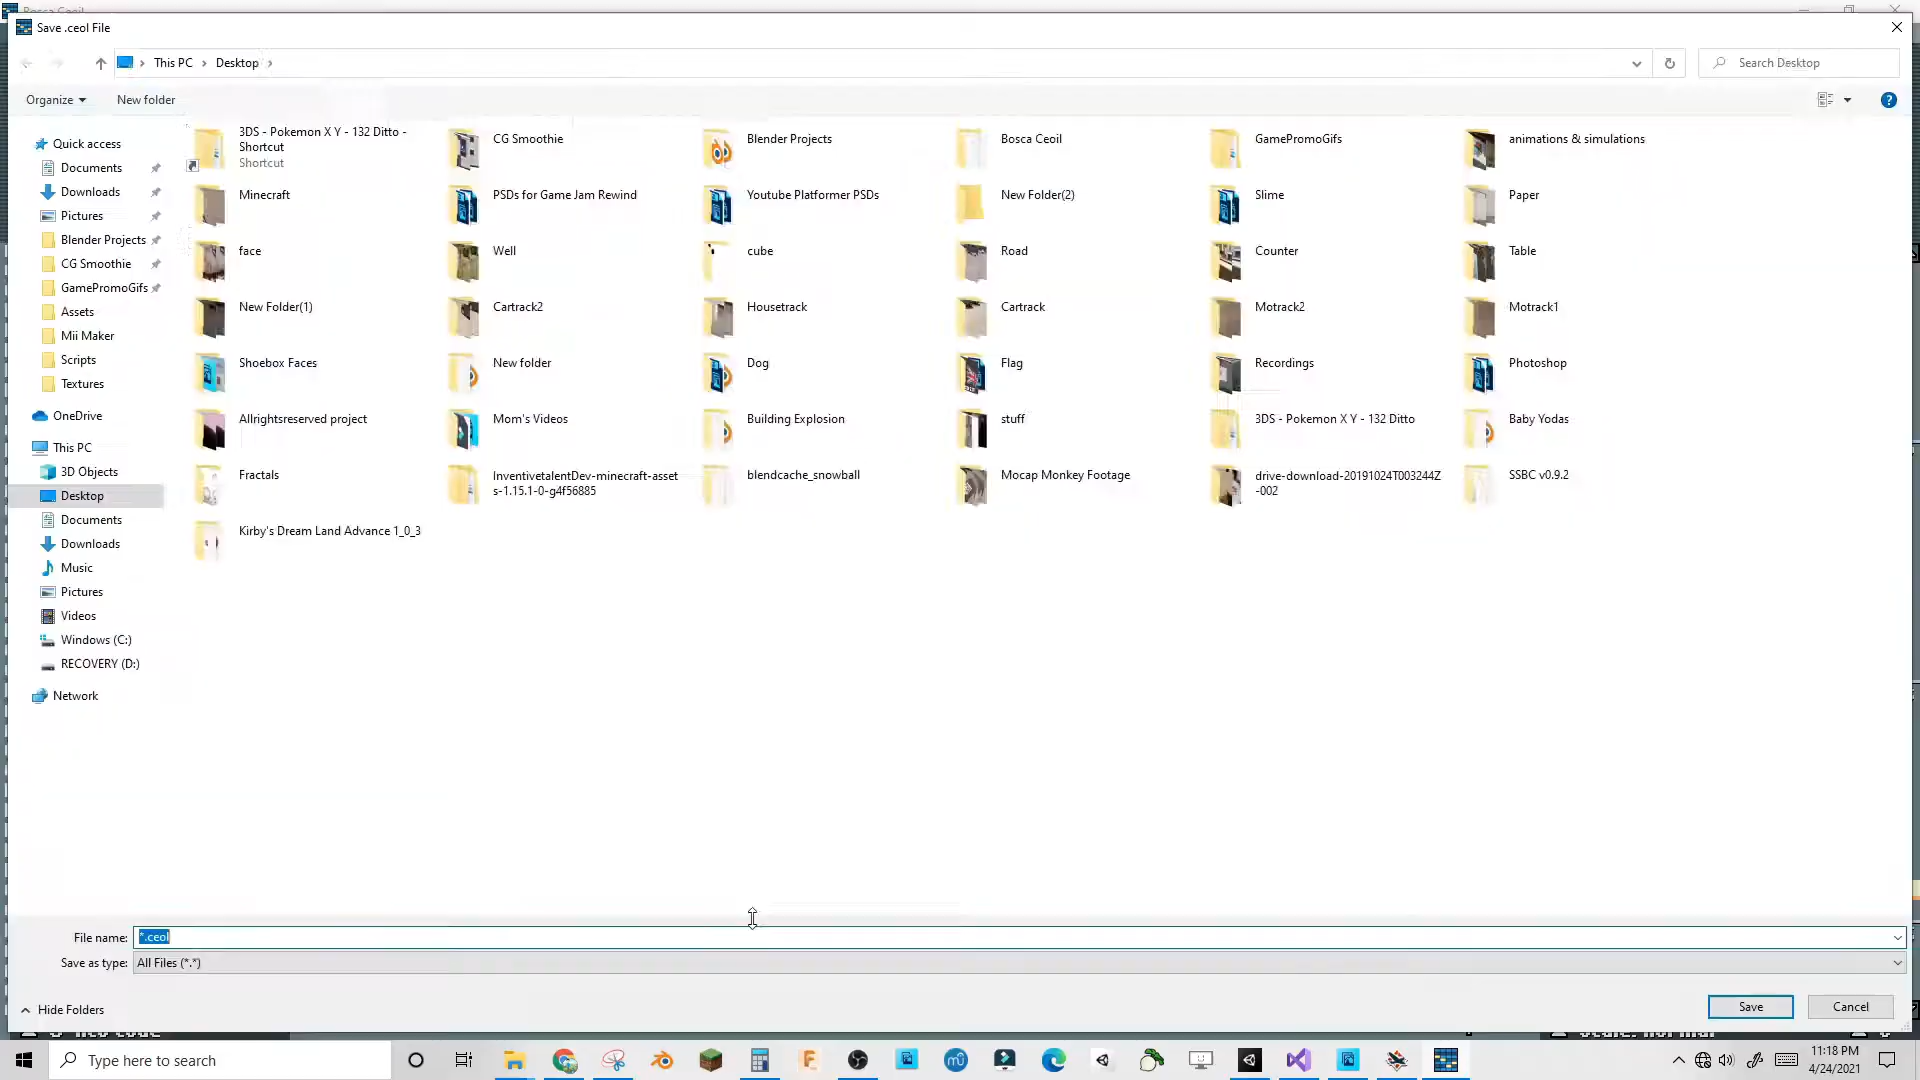 Bosca Ceoil
Save .ceol File
This PC
Desktop
Search Desktop
Organize
New folder
Quick access
Documents
Downloads
Pictures
Blender Projects
CG Smoothie
GamePromoGifs
Assets
Mii Maker
Scripts
Textures
OneDrive
This PC
3D Objects
Desktop
Documents
Downloads
Music
Pictures
Videos
Windows (C:)
RECOVERY (D:)
Network
3DS - Pokemon X Y - 132 Ditto -
Shortcut
Shortcut
CG Smoothie
Blender Projects
Bosca Ceoil
GamePromoGifs
animations & simulations
Minecraft
PSDs for Game Jam Rewind
Youtube Platformer PSDs
New Folder(2)
Slime
Paper
face
Well
cube
Road
Counter
Table
New Folder(1)
Cartrack2
Housetrack
Cartrack
Motrack2
Motrack1
Shoebox Faces
New folder
Dog
Flag
Recordings
Photoshop
Allrightsreserved project
Mom's Videos
Building Explosion
stuff
3DS - Pokemon X Y - 132 Ditto
Baby Yodas
Fractals
InventivetalentDev-minecraft-asset
s-1.15.1-0-g4f56885
blendcache_snowball
Mocap Monkey Footage
drive-download-20191024T003244Z
-002
SSBC v0.9.2
Kirby's Dream Land Advance 1_0_3
File name:
*.ceol
Save as type:
All Files (*.*)
Hide Folders
Save
Cancel
Type here to search
11:18 PM
4/24/2021